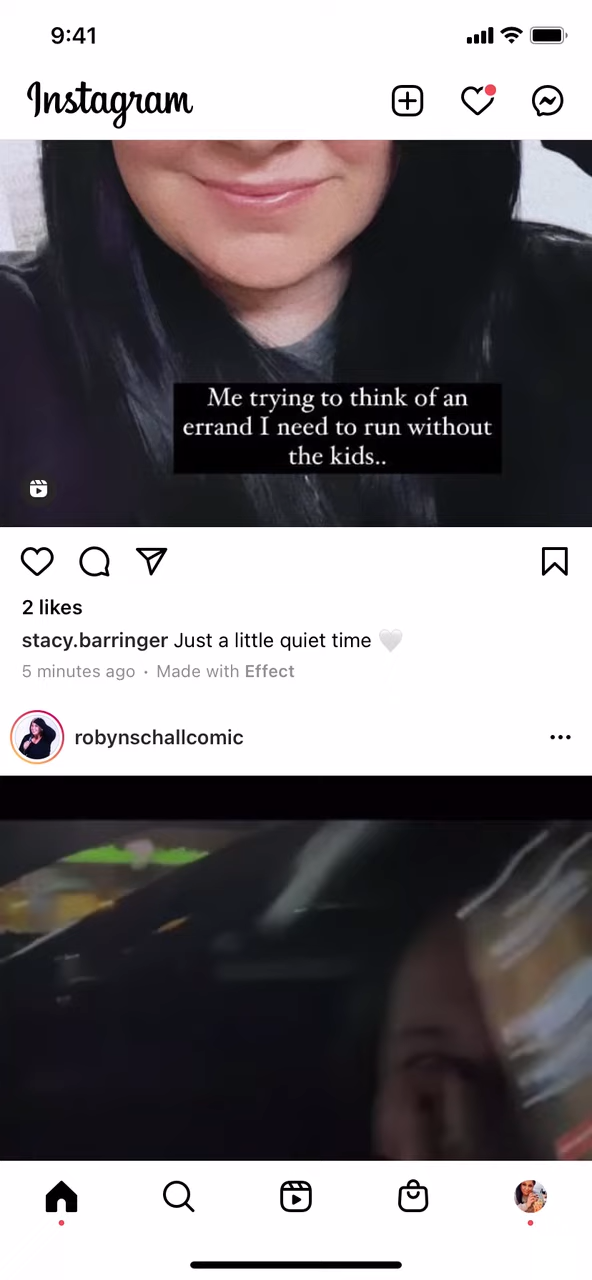 9:41
Instagram
Me trying to think of an
errand I need to run without
the kids..
2 likes
stacy.barringer Just a little quiet time 🤍
5 minutes ago • Made with Effect
robynschallcomic